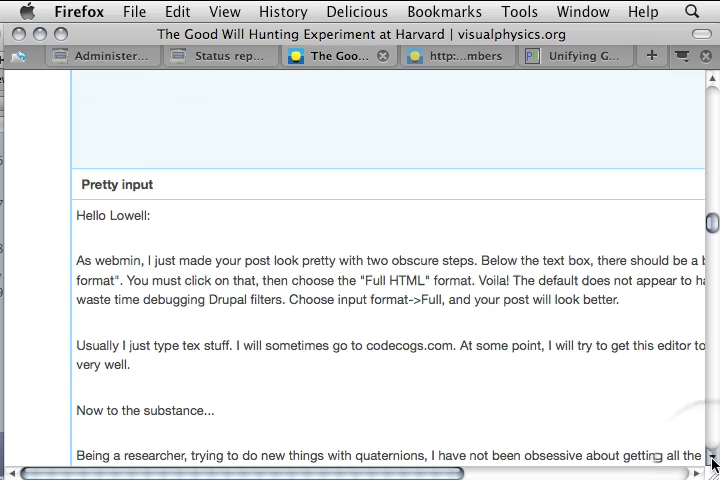 Firefox File Edit View History Delicious Bookmarks Tools Window Help
The Good Will Hunting Experiment at Harvard | visualphysics.org
Administer... Status rep... The Goo... http:...mbers Unifying G...
Pretty input
Hello Lowell:
As webmin, I just made your post look pretty with two obscure steps. Below the text box, there should be a b
format". You must click on that, then choose the "Full HTML" format. Voila! The default does not appear to ha
waste time debugging Drupal filters. Choose input format->Full, and your post will look better.
Usually I just type tex stuff. I will sometimes go to codecogs.com. At some point, I will try to get this editor to
very well.
Now to the substance...
Being a researcher, trying to do new things with quaternions, I have not been obsessive about getting all the